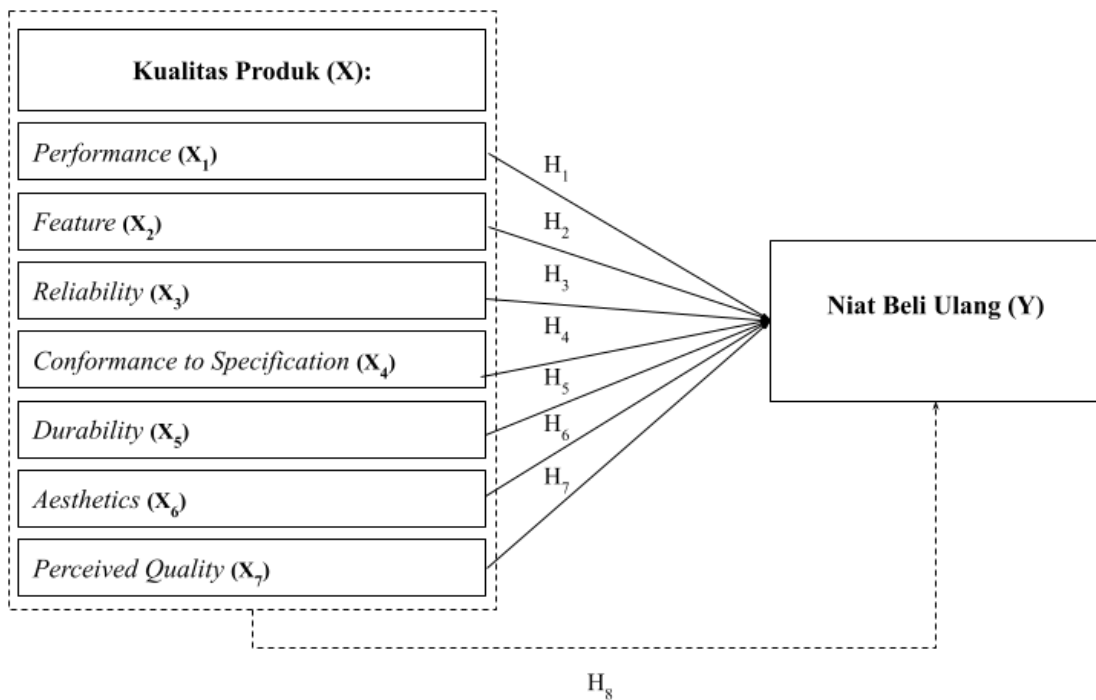 Kualitas Produk (X):
Performance (X₁)
Feature (X₂)
Reliability (X₃)
Conformance to Specification (X₄)
Durability (X₅)
Aesthetics (X₆)
Perceived Quality (X₇)
H₁
H₂
H₃
H₄
H₅
H₆
H₇
Niat Beli Ulang (Y)
H₈